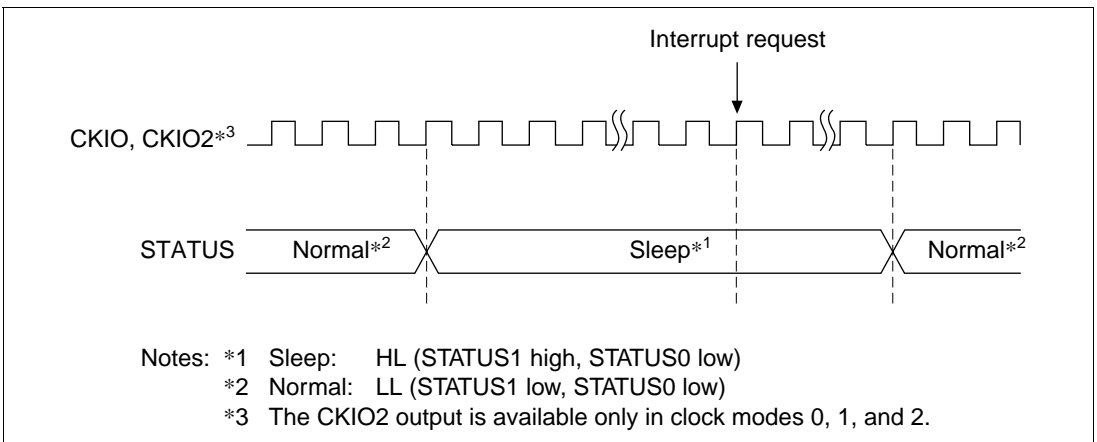 Interrupt request
CKIO, CKIO2*3
STATUS Normal*2 Sleep*1 Normal*2
Notes: *1 Sleep: HL (STATUS1 high, STATUS0 low)
*2 Normal: LL (STATUS1 low, STATUS0 low)
*3 The CKIO2 output is available only in clock modes 0, 1, and 2.